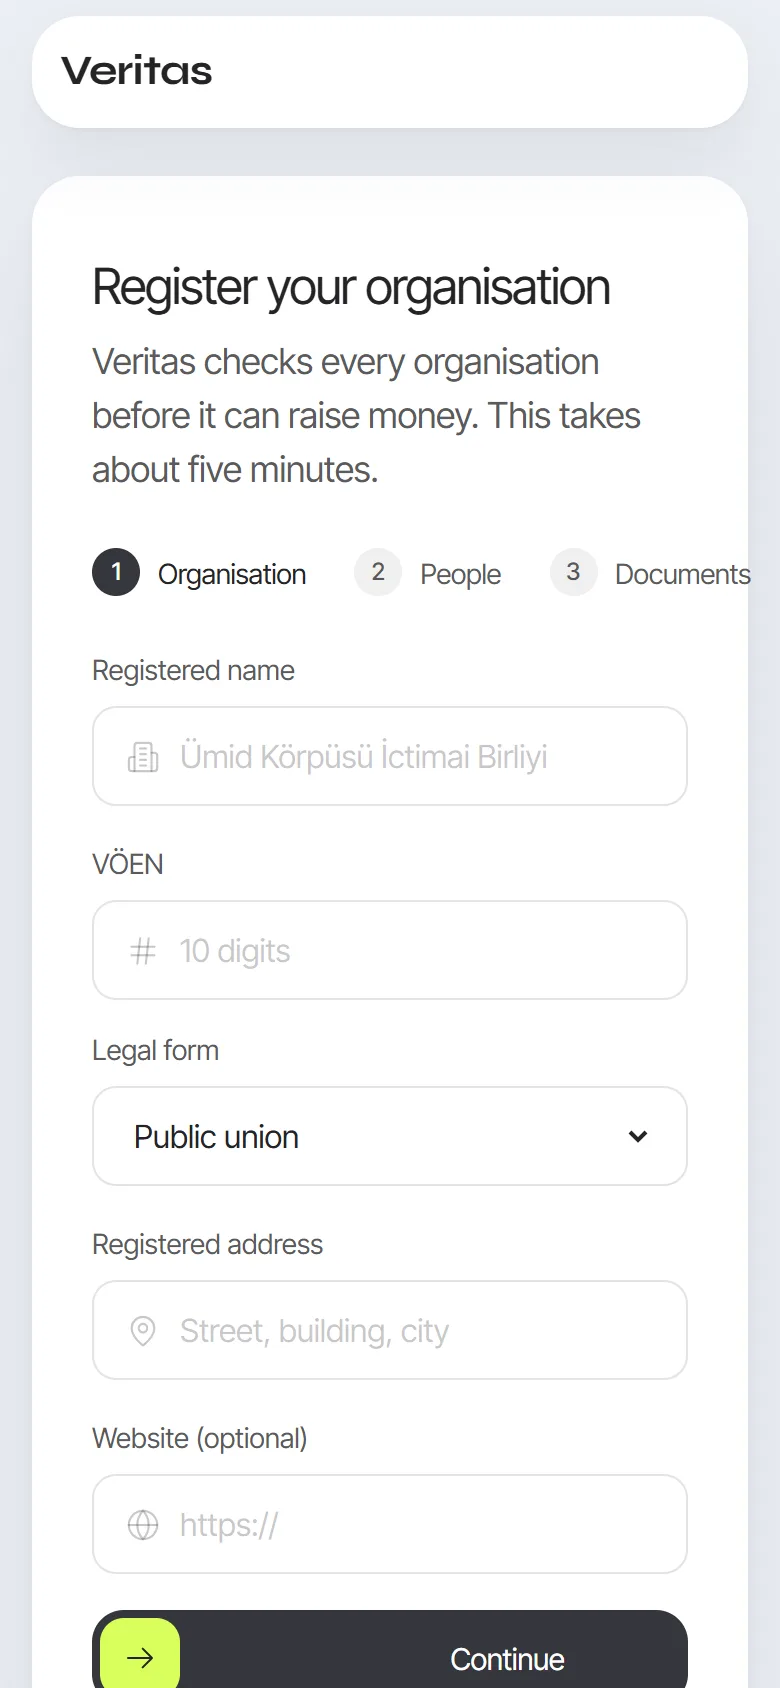 Veritas
Register your organisation
Veritas checks every organisation
before it can raise money. This takes
about five minutes.
1 Organisation 2 People 3 Documents
Registered name
Ümid Körpüsü İctimai Birliyi
VÖEN
# 10 digits
Legal form
Public union
Registered address
Street, building, city
Website (optional)
https://
Continue